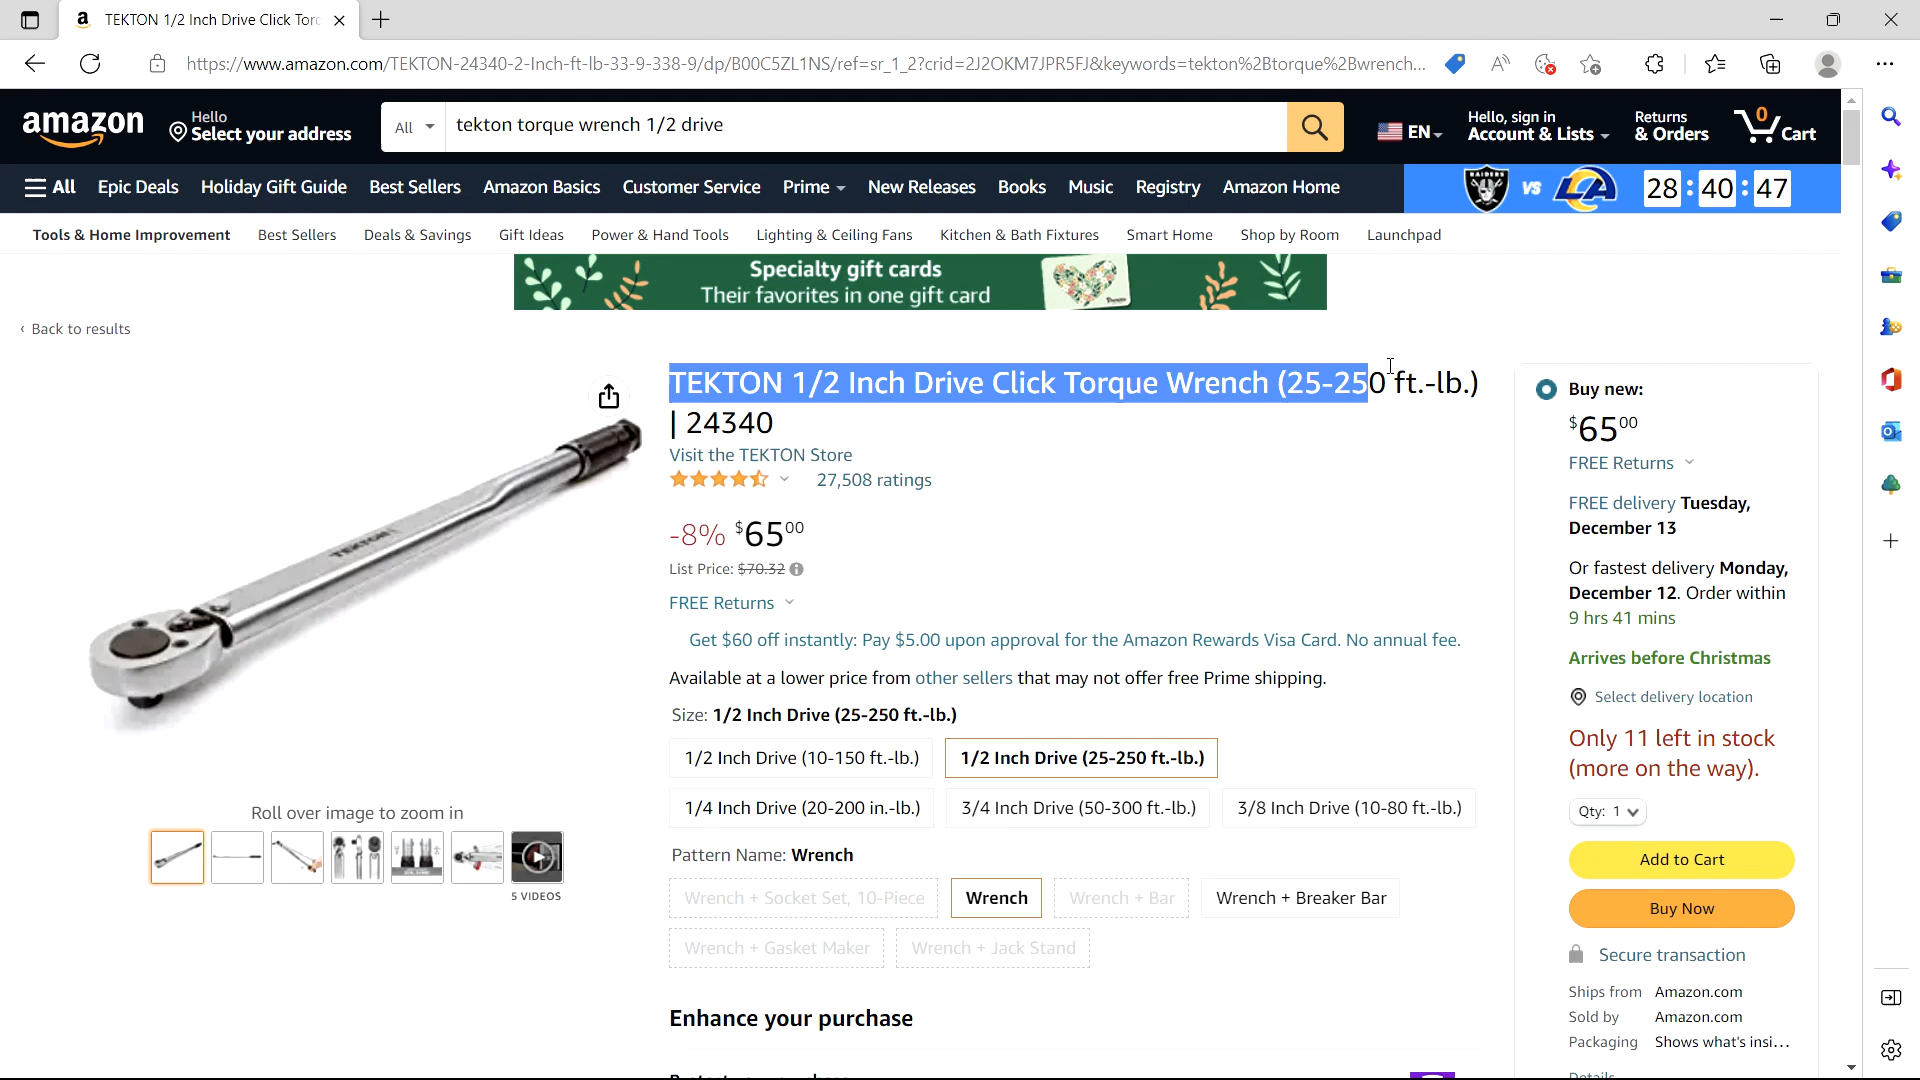 TEKTON 1/2 Inch Drive Click Torc
https://www.amazon.com/TEKTON-24340-2-Inch-ft-lb-33-9-338-9/dp/B00C5ZL1NS/ref=sr_1_2?crid=2J2OKM7JPR5FJ&keywords=tekton%2Btorque%2Bwrench...
amazon
Hello
Select your address
All
tekton torque wrench 1/2 drive
EN
Hello, sign in
Account & Lists
Returns
& Orders
0
Cart
All Epic Deals Holiday Gift Guide Best Sellers Amazon Basics Customer Service Prime New Releases Books Music Registry Amazon Home
RAIDERS VS LA 28 : 40 : 47
Tools & Home Improvement Best Sellers Deals & Savings Gift Ideas Power & Hand Tools Lighting & Ceiling Fans Kitchen & Bath Fixtures Smart Home Shop by Room Launchpad
Specialty gift cards
Their favorites in one gift card
‹ Back to results
TEKTON
Roll over image to zoom in
5 VIDEOS
TEKTON 1/2 Inch Drive Click Torque Wrench (25-250 ft.-lb.)
| 24340
Visit the TEKTON Store
27,508 ratings
-8% $6500
List Price: $70.32
FREE Returns
Get $60 off instantly: Pay $5.00 upon approval for the Amazon Rewards Visa Card. No annual fee.
Available at a lower price from other sellers that may not offer free Prime shipping.
Size: 1/2 Inch Drive (25-250 ft.-lb.)
1/2 Inch Drive (10-150 ft.-lb.) 1/2 Inch Drive (25-250 ft.-lb.)
1/4 Inch Drive (20-200 in.-lb.) 3/4 Inch Drive (50-300 ft.-lb.) 3/8 Inch Drive (10-80 ft.-lb.)
Pattern Name: Wrench
Wrench + Socket Set, 10-Piece Wrench Wrench + Bar Wrench + Breaker Bar
Wrench + Gasket Maker Wrench + Jack Stand
Enhance your purchase
Buy new:
$6500
FREE Returns
FREE delivery Tuesday,
December 13
Or fastest delivery Monday,
December 12. Order within
9 hrs 41 mins
Arrives before Christmas
Select delivery location
Only 11 left in stock
(more on the way).
Qty: 1
Add to Cart
Buy Now
Secure transaction
Ships from Amazon.com
Sold by Amazon.com
Packaging Shows what's insi...
Details